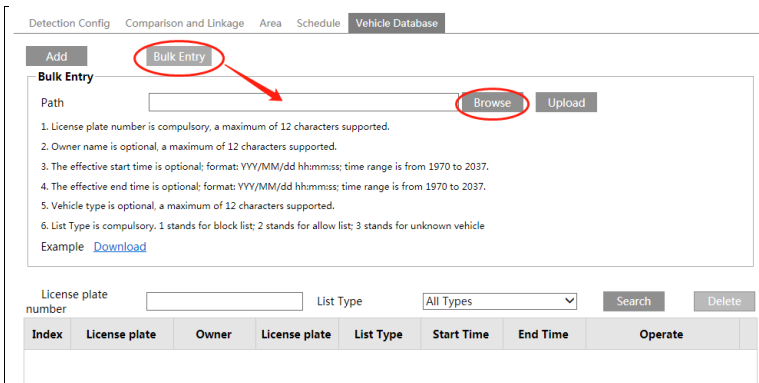 Detection Config Comparison and Linkage Area Schedule Vehicle Database
Add Bulk Entry
Bulk Entry
Path Browse Upload
1. License plate number is compulsory, a maximum of 12 characters supported.
2. Owner name is optional, a maximum of 12 characters supported.
3. The effective start time is optional; format: YYY/MM/dd hh:mm:ss; time range is from 1970 to 2037.
4. The effective end time is optional; format: YYY/MM/dd hh:mm:ss; time range is from 1970 to 2037.
5. Vehicle type is optional, a maximum of 12 characters supported.
6. List Type is compulsory. 1 stands for block list; 2 stands for allow list; 3 stands for unknown vehicle
Example Download
License plate
number List Type All Types Search Delete
Index License plate Owner License plate List Type Start Time End Time Operate